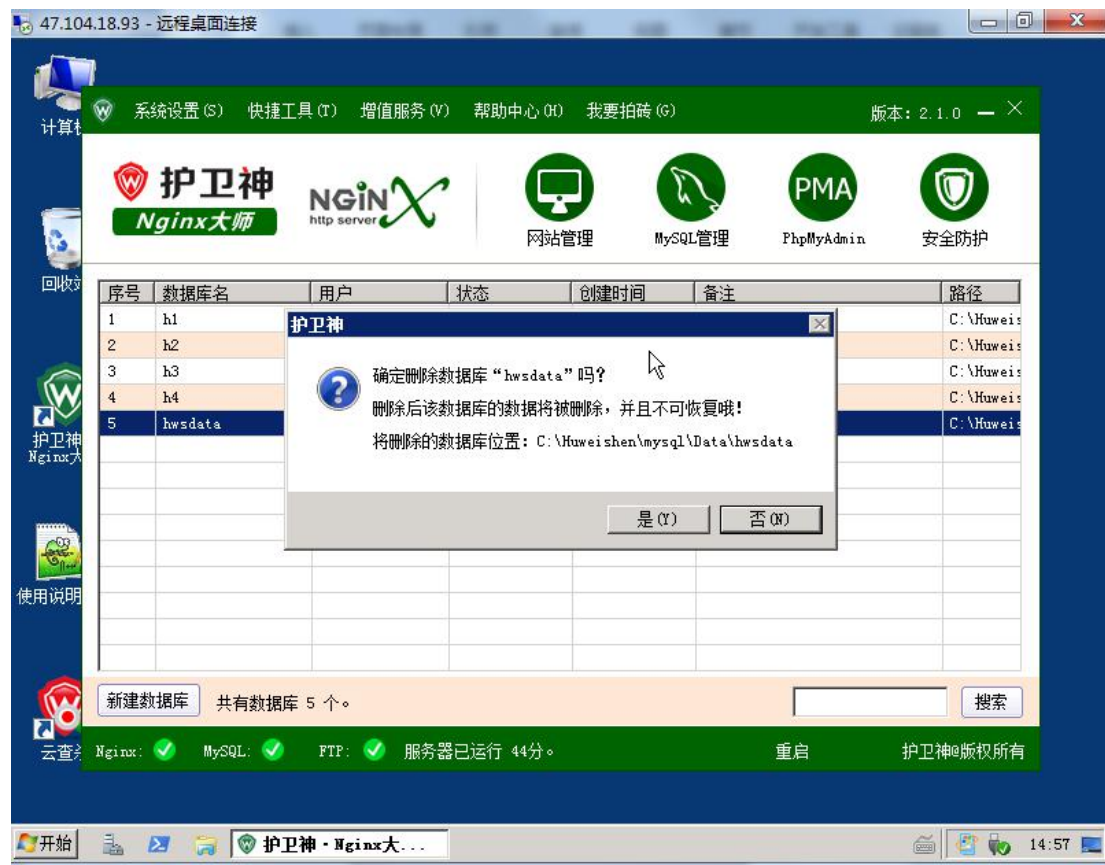 47.104.18.93 - 远程桌面连接
计算机
系统设置(S) 快捷工具(T) 增值服务(V) 帮助中心(H) 我要拍砖(G) 版本: 2.1.0
护卫神
Nginx大师
NGiNX
http server
网站管理 MySQL管理 PMA PhpMyAdmin 安全防护
回收站
序号 数据库名 用户 状态 创建时间 备注 路径
1 h1 C:\Huweis
2 h2 C:\Huweis
3 h3 C:\Huweis
4 h4 C:\Huweis
5 hwsdata C:\Huweis
护卫神
确定删除数据库“hwsdata”吗?
删除后该数据库的数据将被删除，并且不可恢复哦!
将删除的数据库位置: C:\Huweishen\mysql\Data\hwsdata
是(Y) 否(N)
护卫神
Nginx大
使用说明
新建数据库 共有数据库 5 个。 搜索
云查杀
Nginx: MySQL: FTP: 服务器已运行 44分。 重启 护卫神@版权所有
开始 护卫神·Nginx大... 14:57